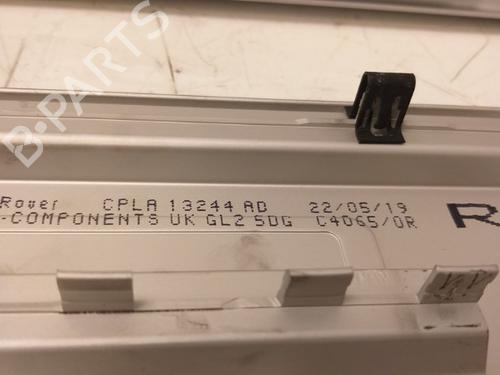 B-PARTS
Rover CPLA 13244 AD 22/05/19 R
-COMPONENTS UK GL2 5DG C4065/0R